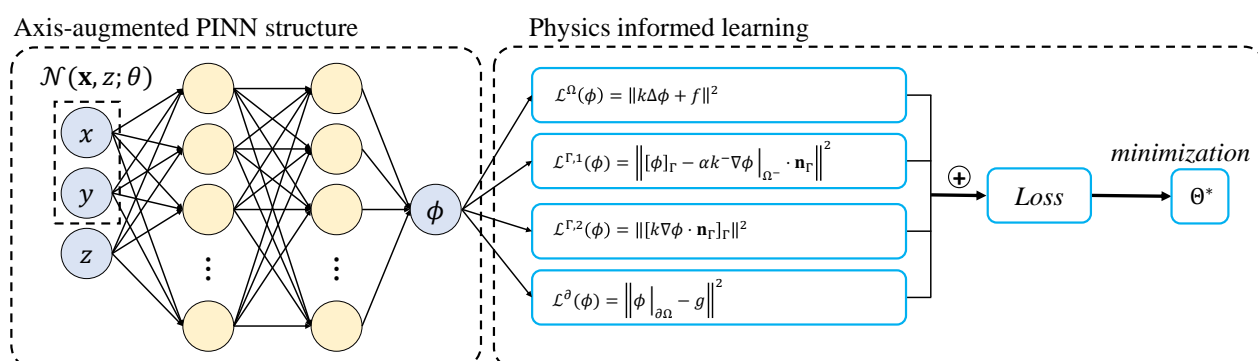 Axis-augmented PINN structure
𝒩(𝐱, z; θ)
x
y
z
⋮
⋮
ϕ
Physics informed learning
ℒ^Ω(ϕ) = ‖kΔϕ + f‖²
ℒ^{Γ,1}(ϕ) = ‖[ϕ]_Γ − αk⁻∇ϕ|_{Ω⁻} · 𝐧_Γ‖²
ℒ^{Γ,2}(ϕ) = ‖[k∇ϕ · 𝐧_Γ]_Γ‖²
ℒ^∂(ϕ) = ‖ϕ|_{∂Ω} − g‖²
+
Loss
minimization
Θ*